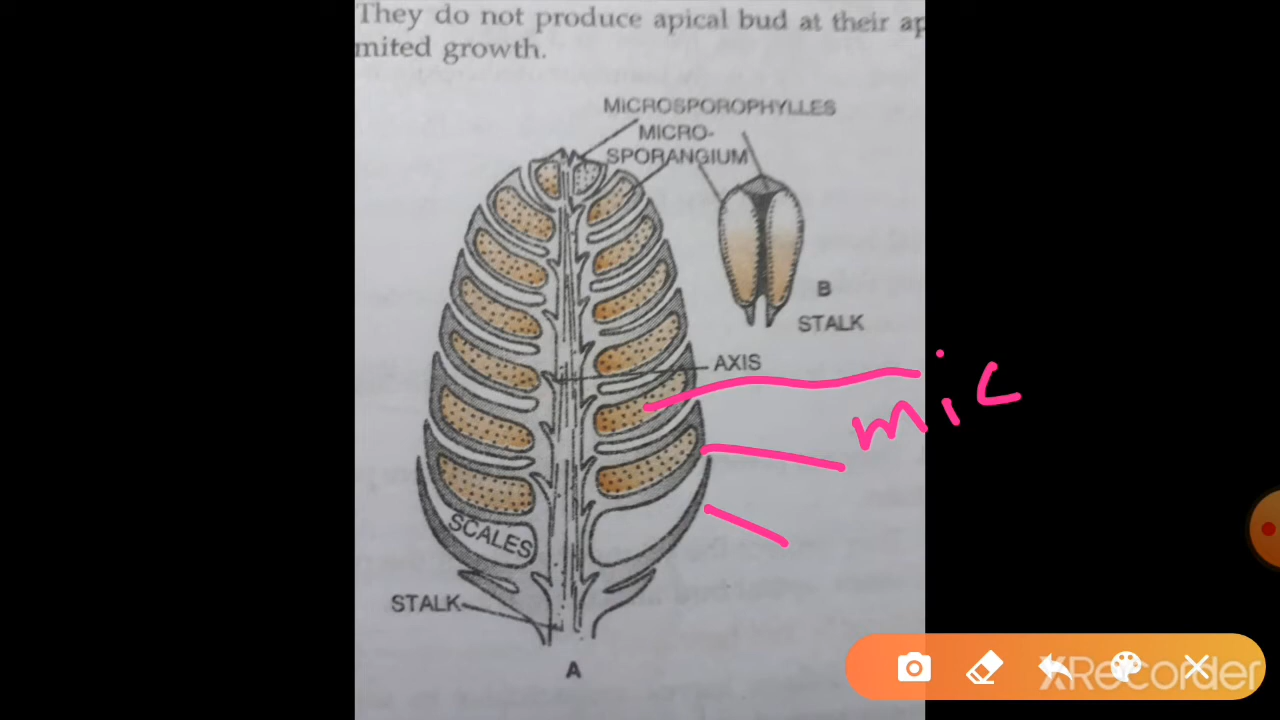 They do not produce apical bud at their ap
mited growth.
MICROSPOROPHYLLES
MICRO-
SPORANGIUM
B
STALK
AXIS
mic
SCALES
STALK
A
XRecorder